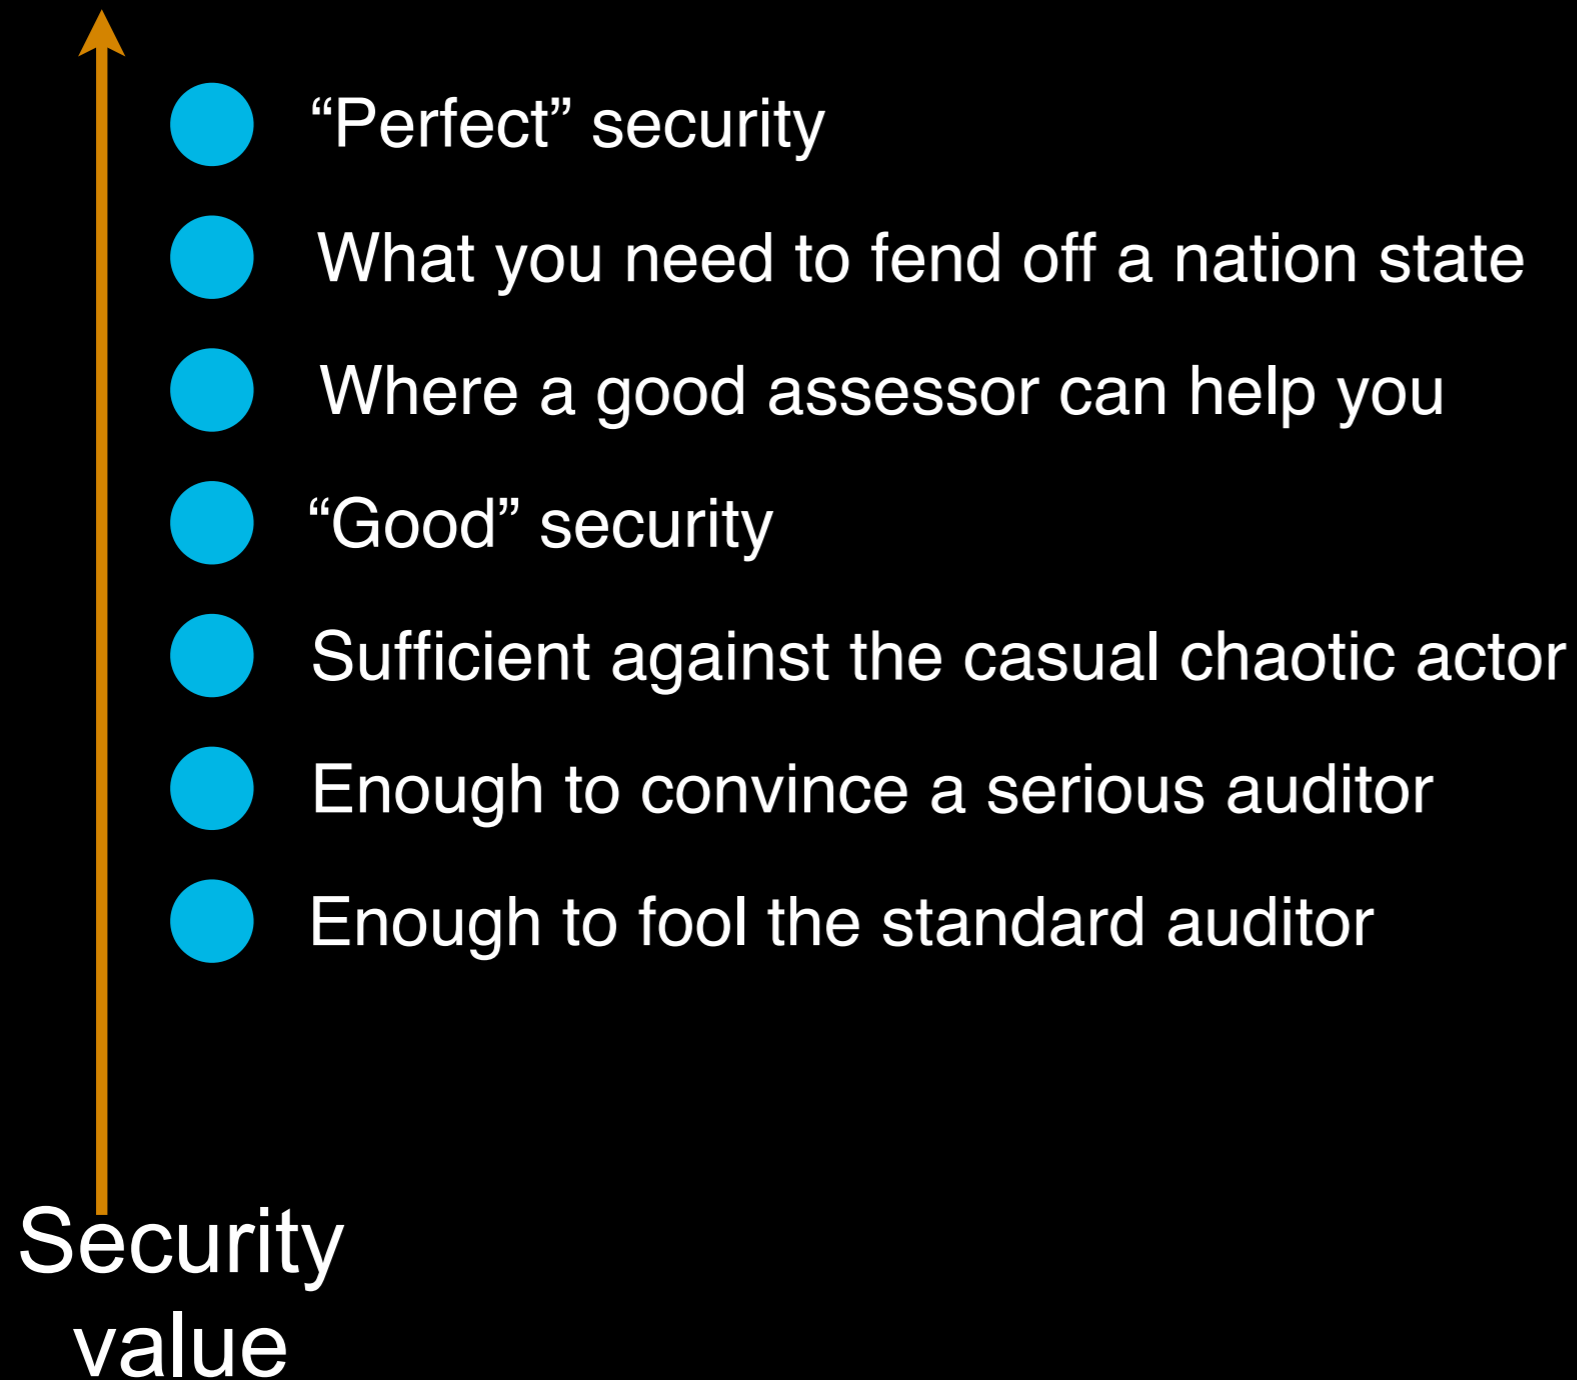 “Perfect” security
What you need to fend off a nation state
Where a good assessor can help you
“Good” security
Sufficient against the casual chaotic actor
Enough to convince a serious auditor
Enough to fool the standard auditor
Security
value